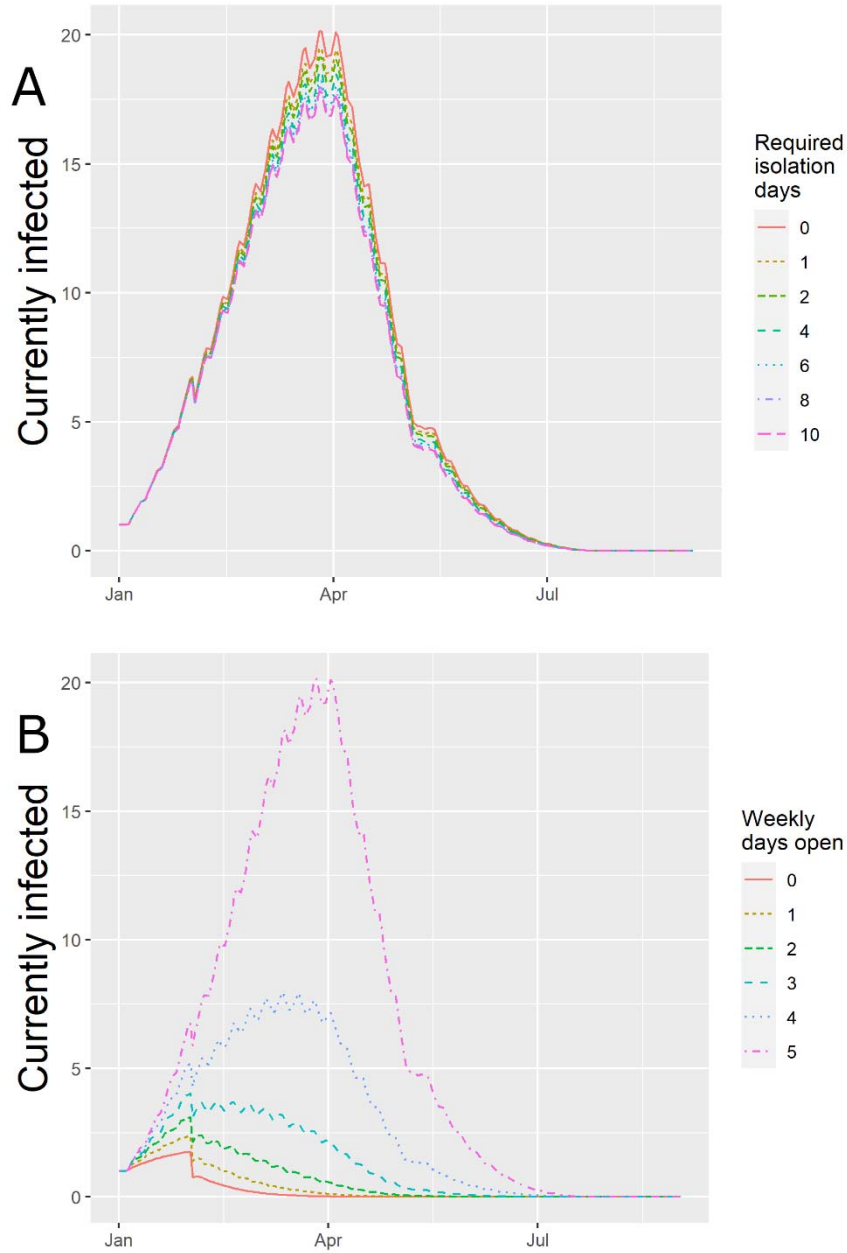 A
Currently infected
20
15
10
5
0
Jan
Apr
Jul
Required
isolation
days
0
1
2
4
6
8
10
B
Currently infected
20
15
10
5
0
Jan
Apr
Jul
Weekly
days open
0
1
2
3
4
5